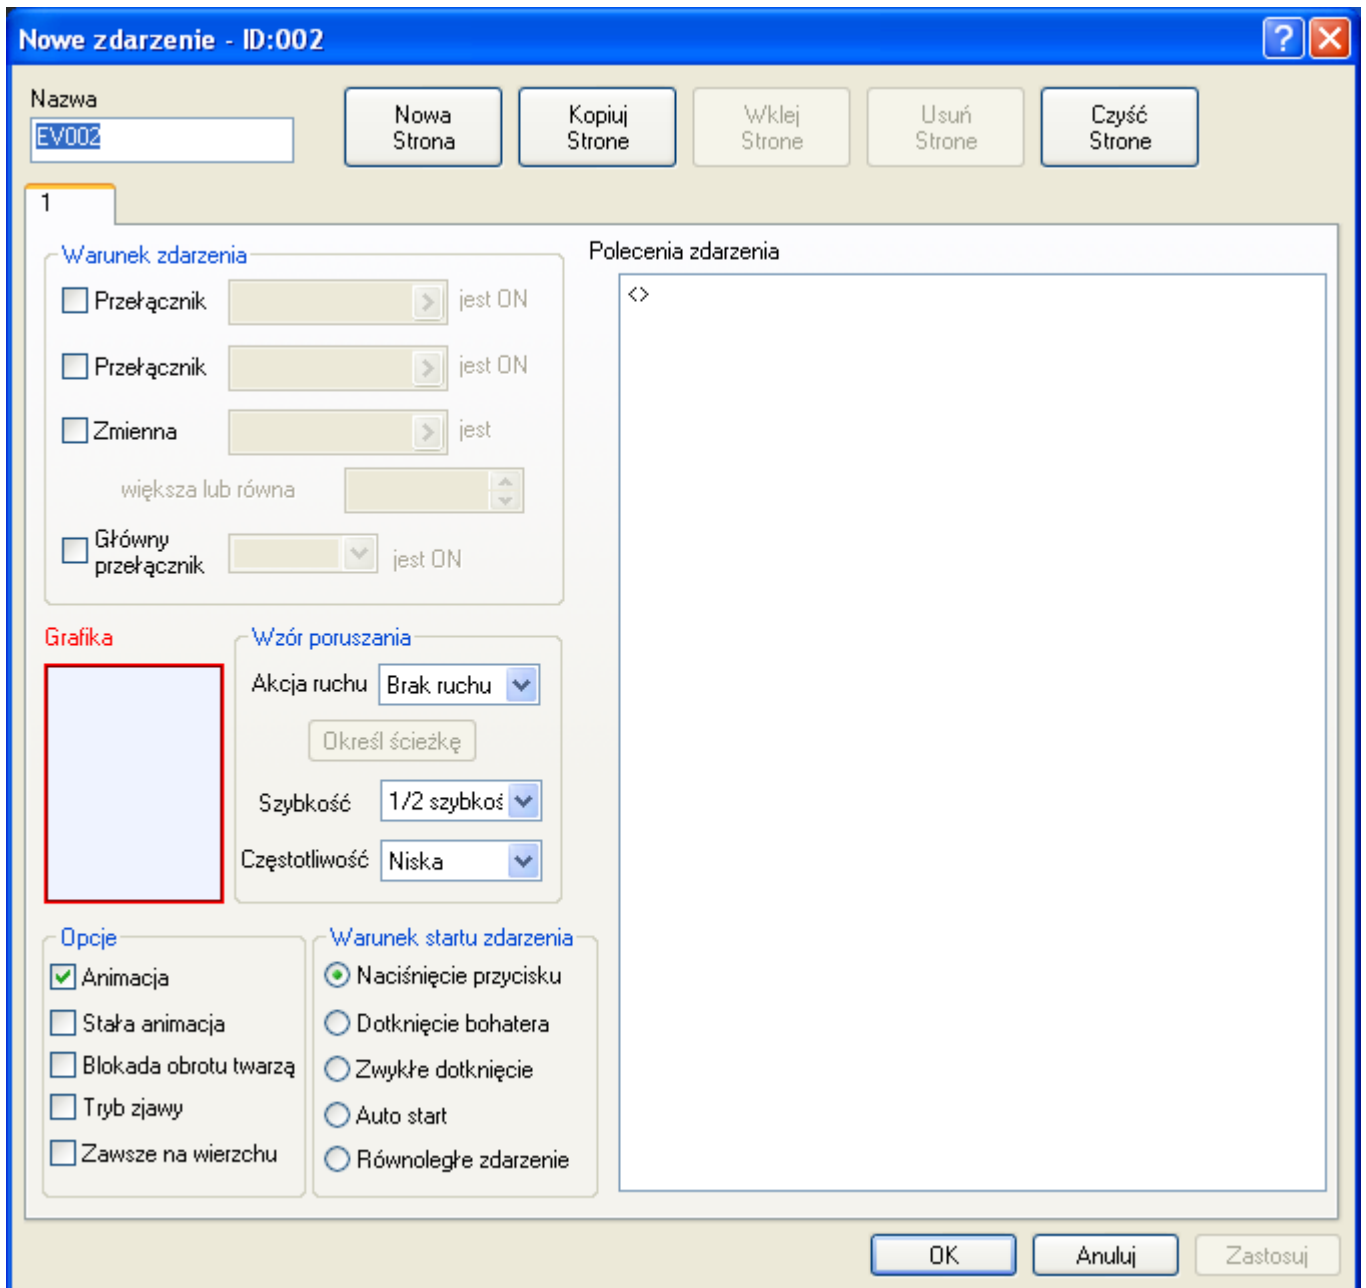 Nowe zdarzenie - ID:002
Nazwa
EV002
Nowa
Strona
Kopiuj
Strone
Wklej
Strone
Usuń
Strone
Czyść
Strone
1
Warunek zdarzenia
Przełącznik
jest ON
Przełącznik
jest ON
Zmienna
jest
większa lub równa
Główny
przełącznik
jest ON
Polecenia zdarzenia
<>
Grafika
Wzór poruszania
Akcja ruchu
Brak ruchu
Określ ścieżkę
Szybkość
1/2 szybkoś
Częstotliwość
Niska
Opcje
Animacja
Stała animacja
Blokada obrotu twarzą
Tryb zjawy
Zawsze na wierzchu
Warunek startu zdarzenia
Naciśnięcie przycisku
Dotknięcie bohatera
Zwykłe dotknięcie
Auto start
Równoległe zdarzenie
OK
Anuluj
Zastosuj